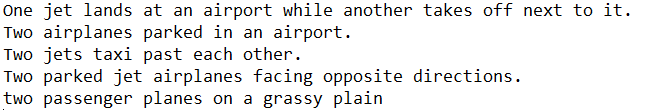 One jet lands at an airport while another takes off next to it.
Two airplanes parked in an airport.
Two jets taxi past each other.
Two parked jet airplanes facing opposite directions.
two passenger planes on a grassy plain